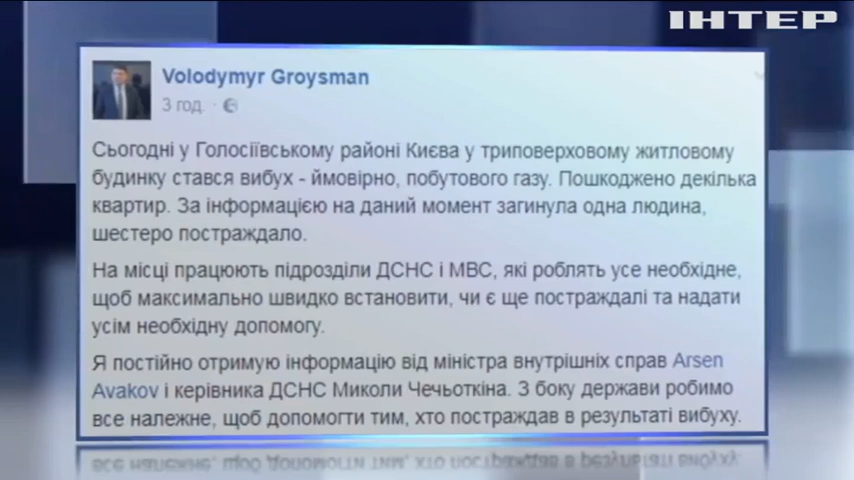 ІНТЕР
Volodymyr Groysman
3 год.
Сьогодні у Голосіївському районі Києва у триповерховому житловому
будинку стався вибух - ймовірно, побутового газу. Пошкоджено декілька
квартир. За інформацією на даний момент загинула одна людина,
шестеро постраждало.
На місці працюють підрозділи ДСНС і МВС, які роблять усе необхідне,
щоб максимально швидко встановити, чи є ще постраждалі та надати
усім необхідну допомогу.
Я постійно отримую інформацію від міністра внутрішніх справ Arsen
Avakov і керівника ДСНС Миколи Чечьоткіна. З боку держави робимо
все належне, щоб допомогти тим, хто постраждав в результаті вибуху.